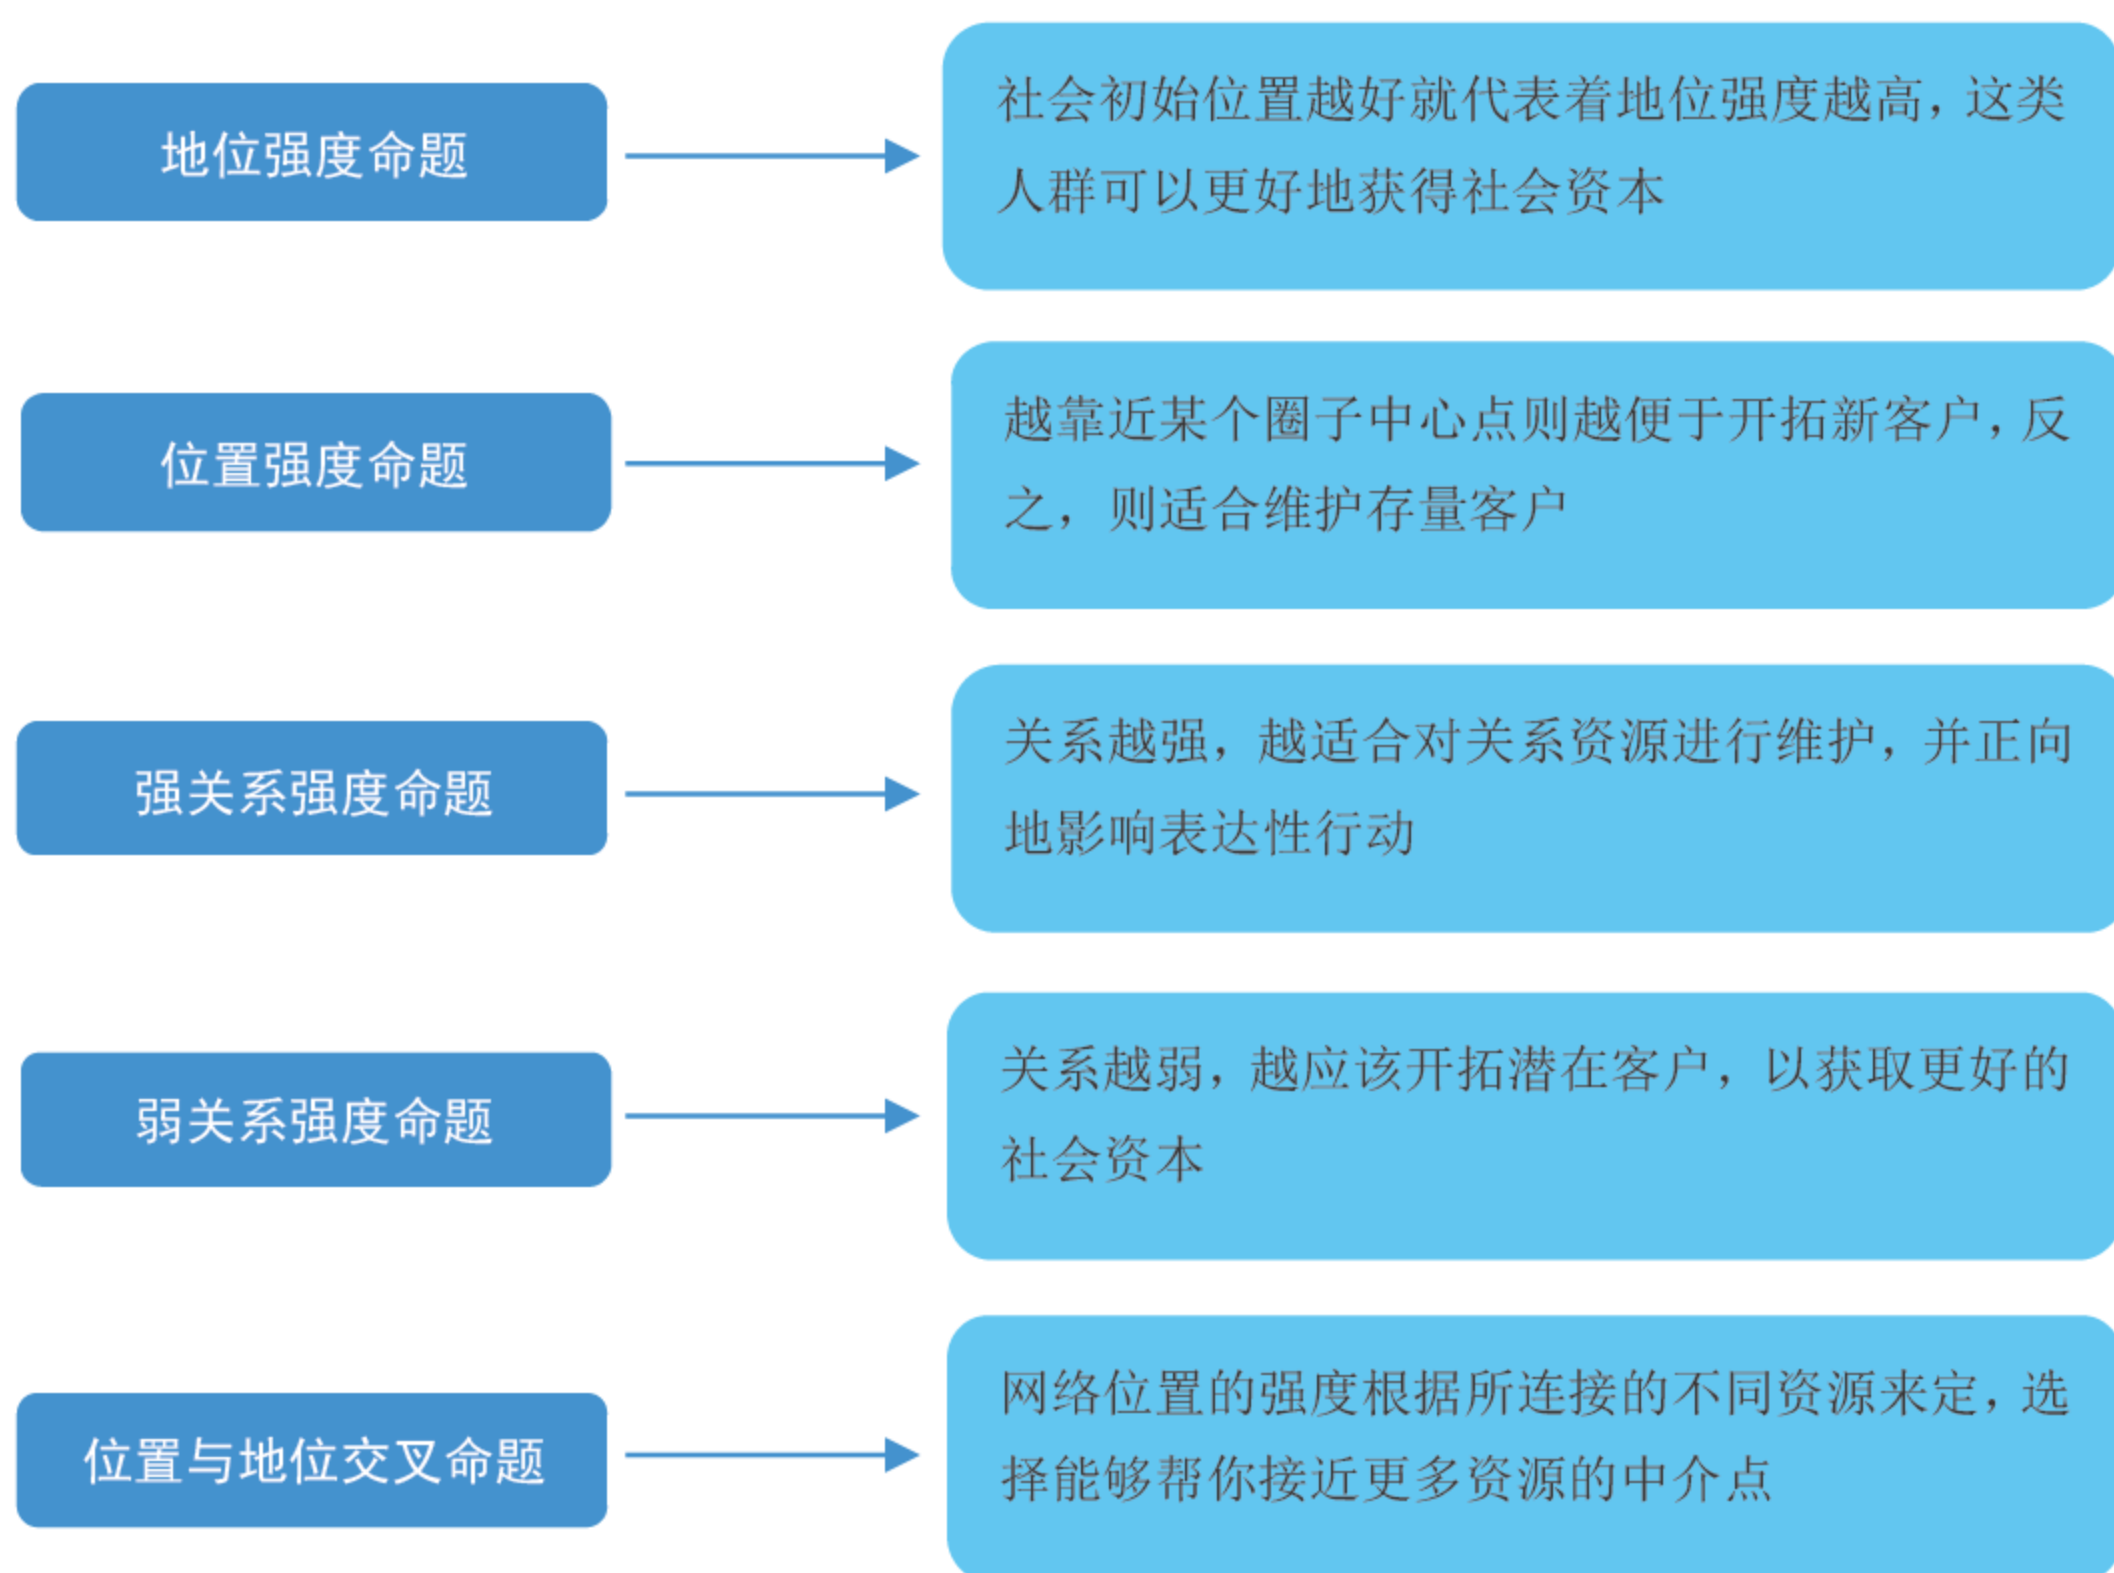 地位强度命题
社会初始位置越好就代表着地位强度越高，这类
人群可以更好地获得社会资本
位置强度命题
越靠近某个圈子中心点则越便于开拓新客户，反
之，则适合维护存量客户
强关系强度命题
关系越强，越适合对关系资源进行维护，并正向
地影响表达性行动
弱关系强度命题
关系越弱，越应该开拓潜在客户，以获取更好的
社会资本
位置与地位交叉命题
网络位置的强度根据所连接的不同资源来定，选
择能够帮你接近更多资源的中介点